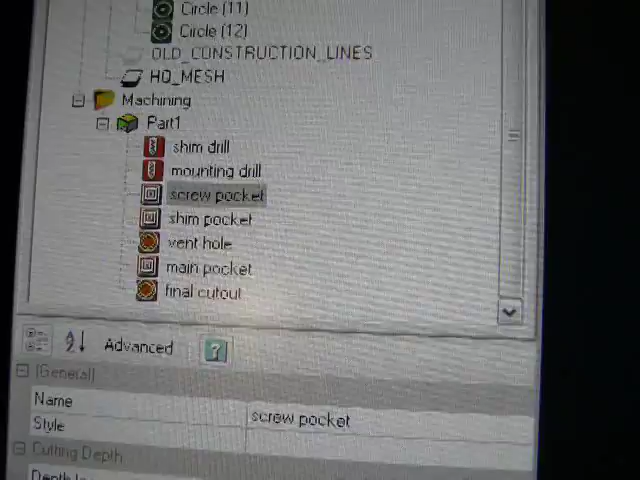 Circle (11)
Circle (12)
OLD_CONSTRUCTION_LINES
HO_MESH
Machining
Part1
shim drill
mounting drill
screw pocket
shim pocket
vent hole
main pocket
final cutout
Advanced
?
(General)
Name
screw pocket
Style
Cutting Depth